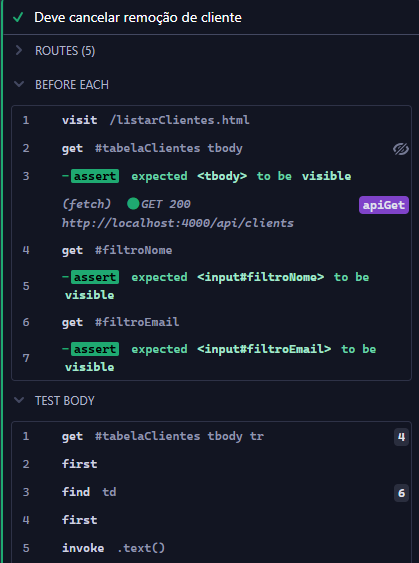 Deve cancelar remoção de cliente
ROUTES (5)
BEFORE EACH
1 visit /listarClientes.html
2 get #tabelaClientes tbody
3 -assert expected <tbody> to be visible
(fetch) GET 200 apiGet
http://localhost:4000/api/clients
4 get #filtroNome
5 -assert expected <input#filtroNome> to be
visible
6 get #filtroEmail
7 -assert expected <input#filtroEmail> to be
visible
TEST BODY
1 get #tabelaClientes tbody tr 4
2 first
3 find td 6
4 first
5 invoke .text()